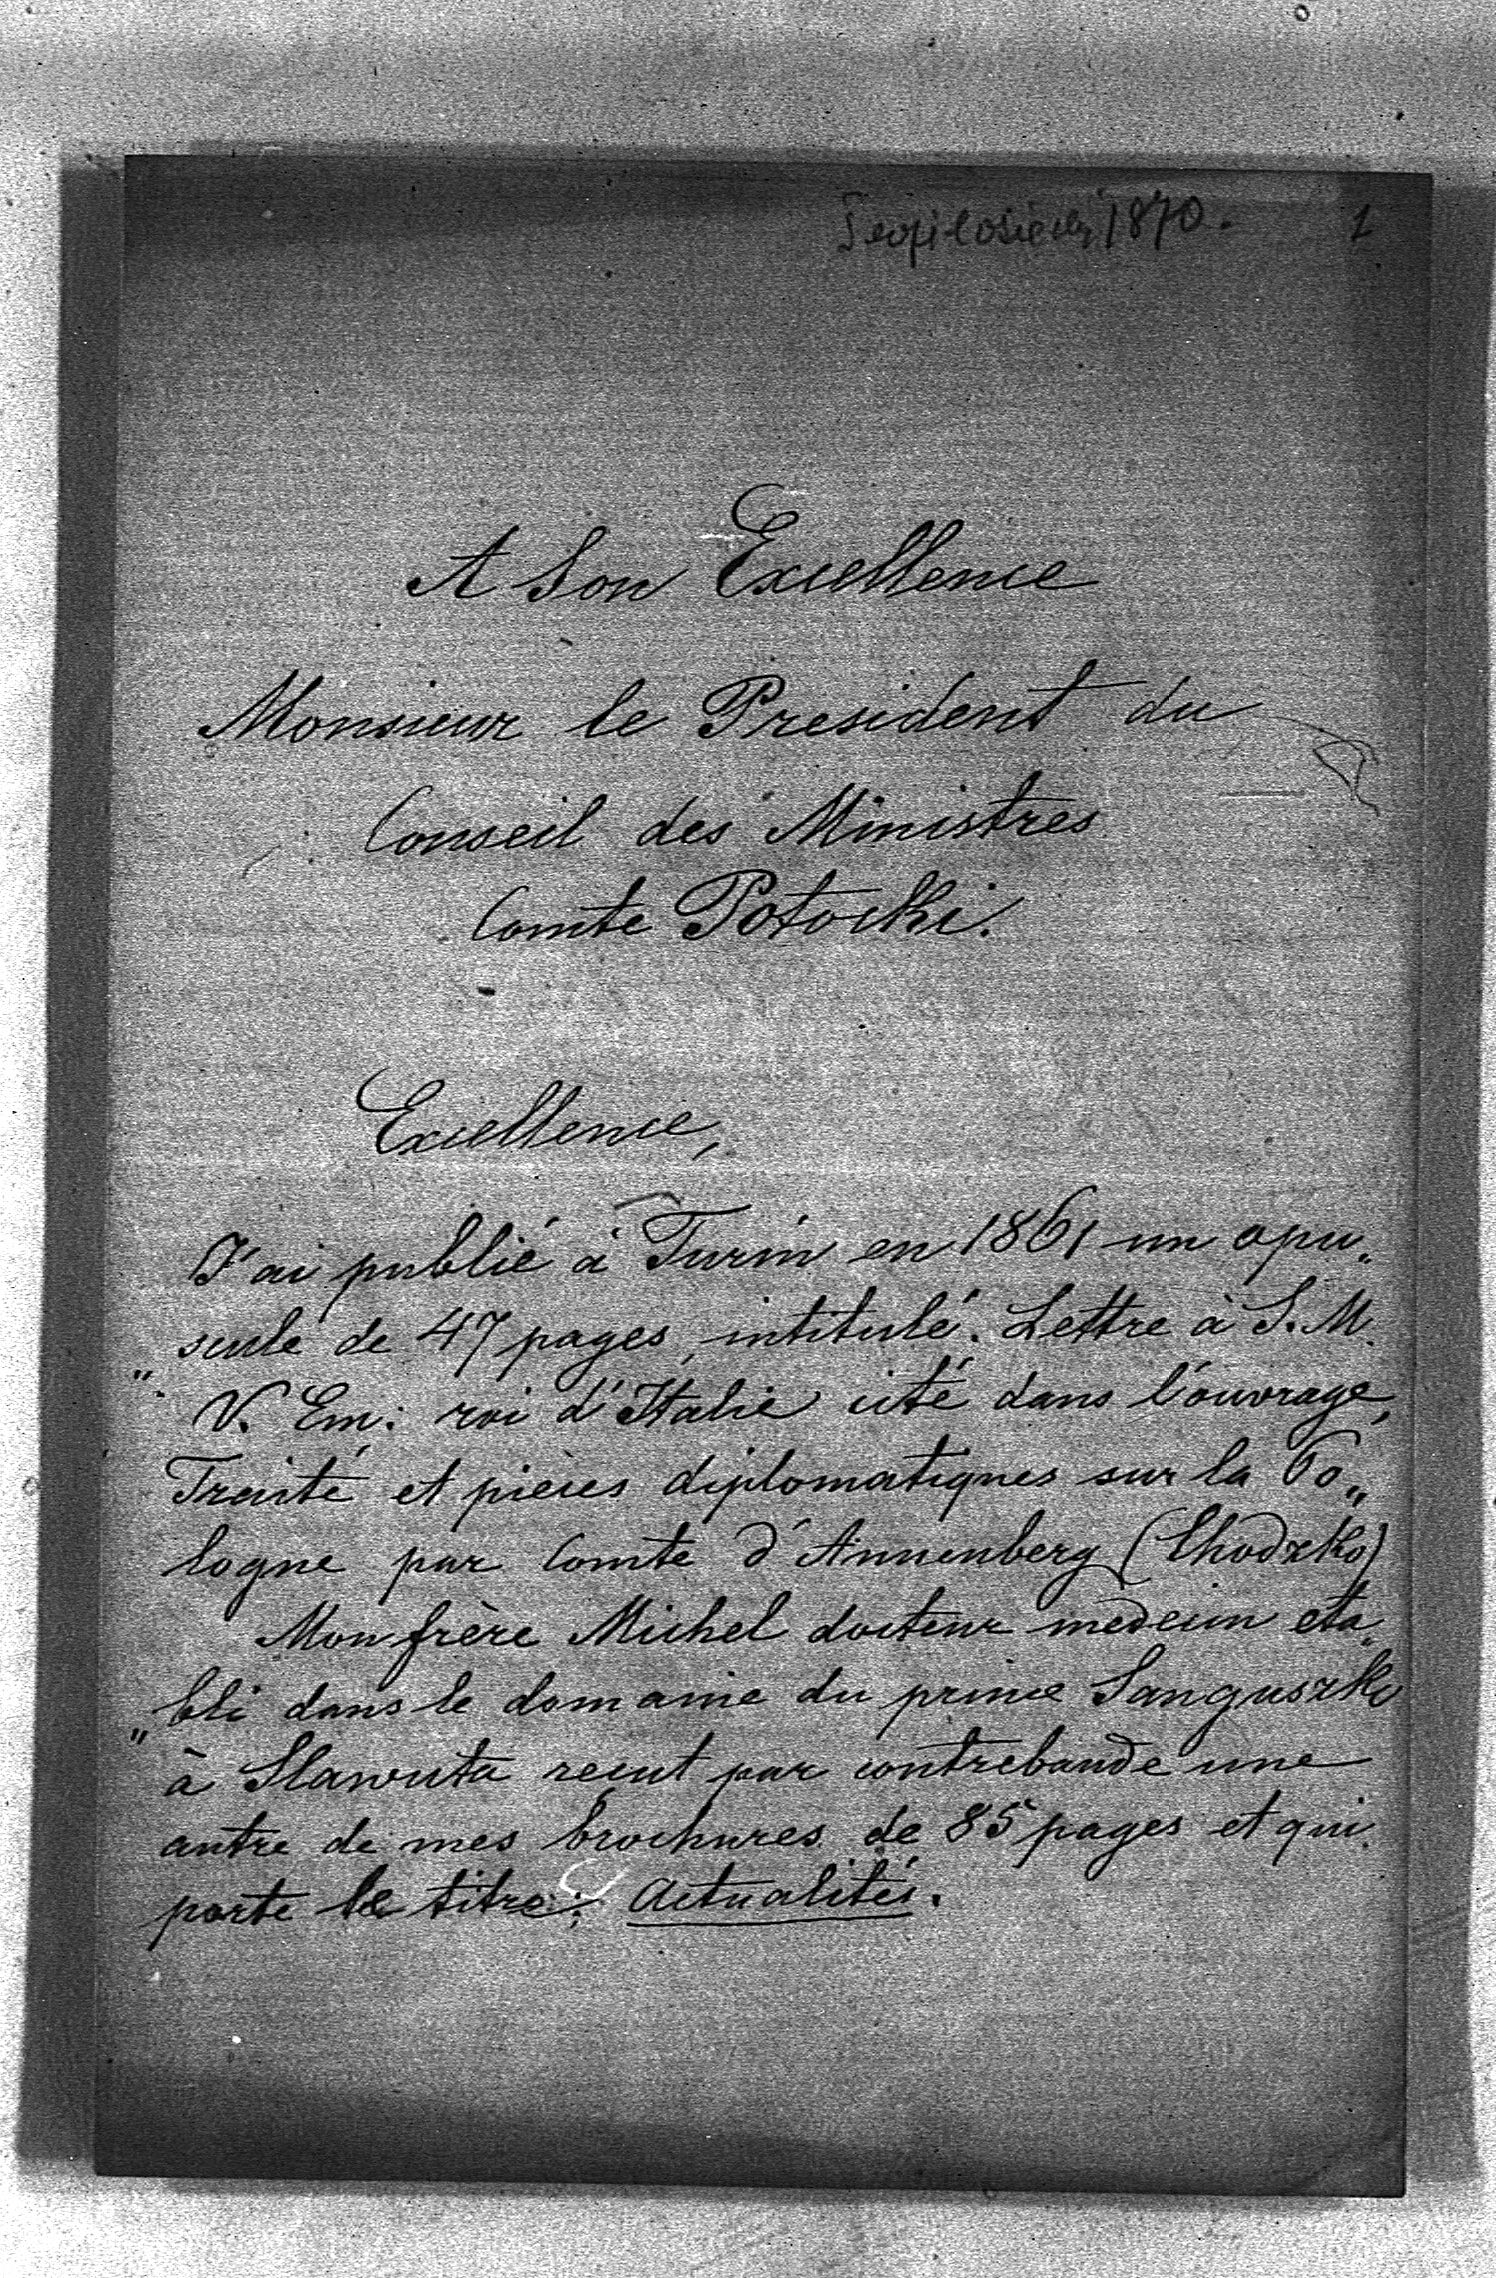 1870. 1
A Son Excellence
Monsieur le President du
Conseil des Ministres
Comte Potocki.
Excellence,
J'ai publié à Turin en 1861 un opu„
„ scule de 47 pages, intitulé: Lettre à S. M.
V. Em: roi d'Italie cité dans l'ouvrage,
Traité et pièces diplomatiques sur la Po„
logne par Comte d'Annenberg (Chodzko)
Mon frère Michel docteur medecin eta„
„ bli dans le domaine du prince Sanguszko
à Slawuta recut par contrebande une
autre de mes brochures de 85 pages et qui
porte le titre: Actualités.